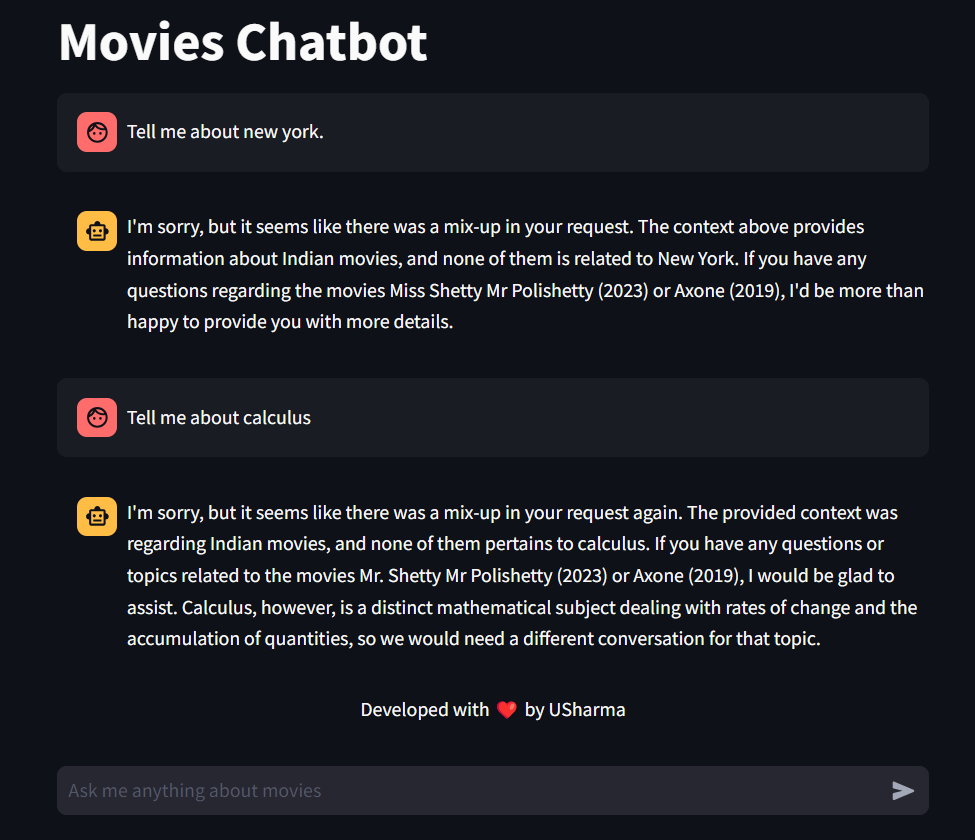 Movies Chatbot
Tell me about new york.
I'm sorry, but it seems like there was a mix-up in your request. The context above provides
information about Indian movies, and none of them is related to New York. If you have any
questions regarding the movies Miss Shetty Mr Polishetty (2023) or Axone (2019), I'd be more than
happy to provide you with more details.
Tell me about calculus
I'm sorry, but it seems like there was a mix-up in your request again. The provided context was
regarding Indian movies, and none of them pertains to calculus. If you have any questions or
topics related to the movies Mr. Shetty Mr Polishetty (2023) or Axone (2019), I would be glad to
assist. Calculus, however, is a distinct mathematical subject dealing with rates of change and the
accumulation of quantities, so we would need a different conversation for that topic.
Developed with ❤️ by USharma
Ask me anything about movies